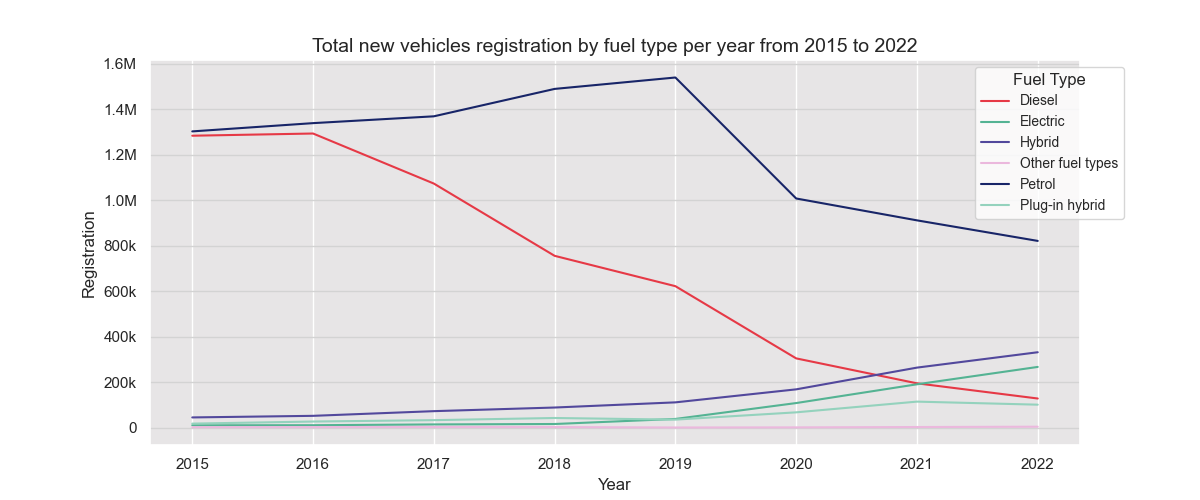 Total new vehicles registration by fuel type per year from 2015 to 2022
1.6M
1.4M
1.2M
1.0M
800k
600k
400k
200k
0
Registration
2015 2016 2017 2018 2019 2020 2021 2022
Year
Fuel Type
Diesel
Electric
Hybrid
Other fuel types
Petrol
Plug-in hybrid